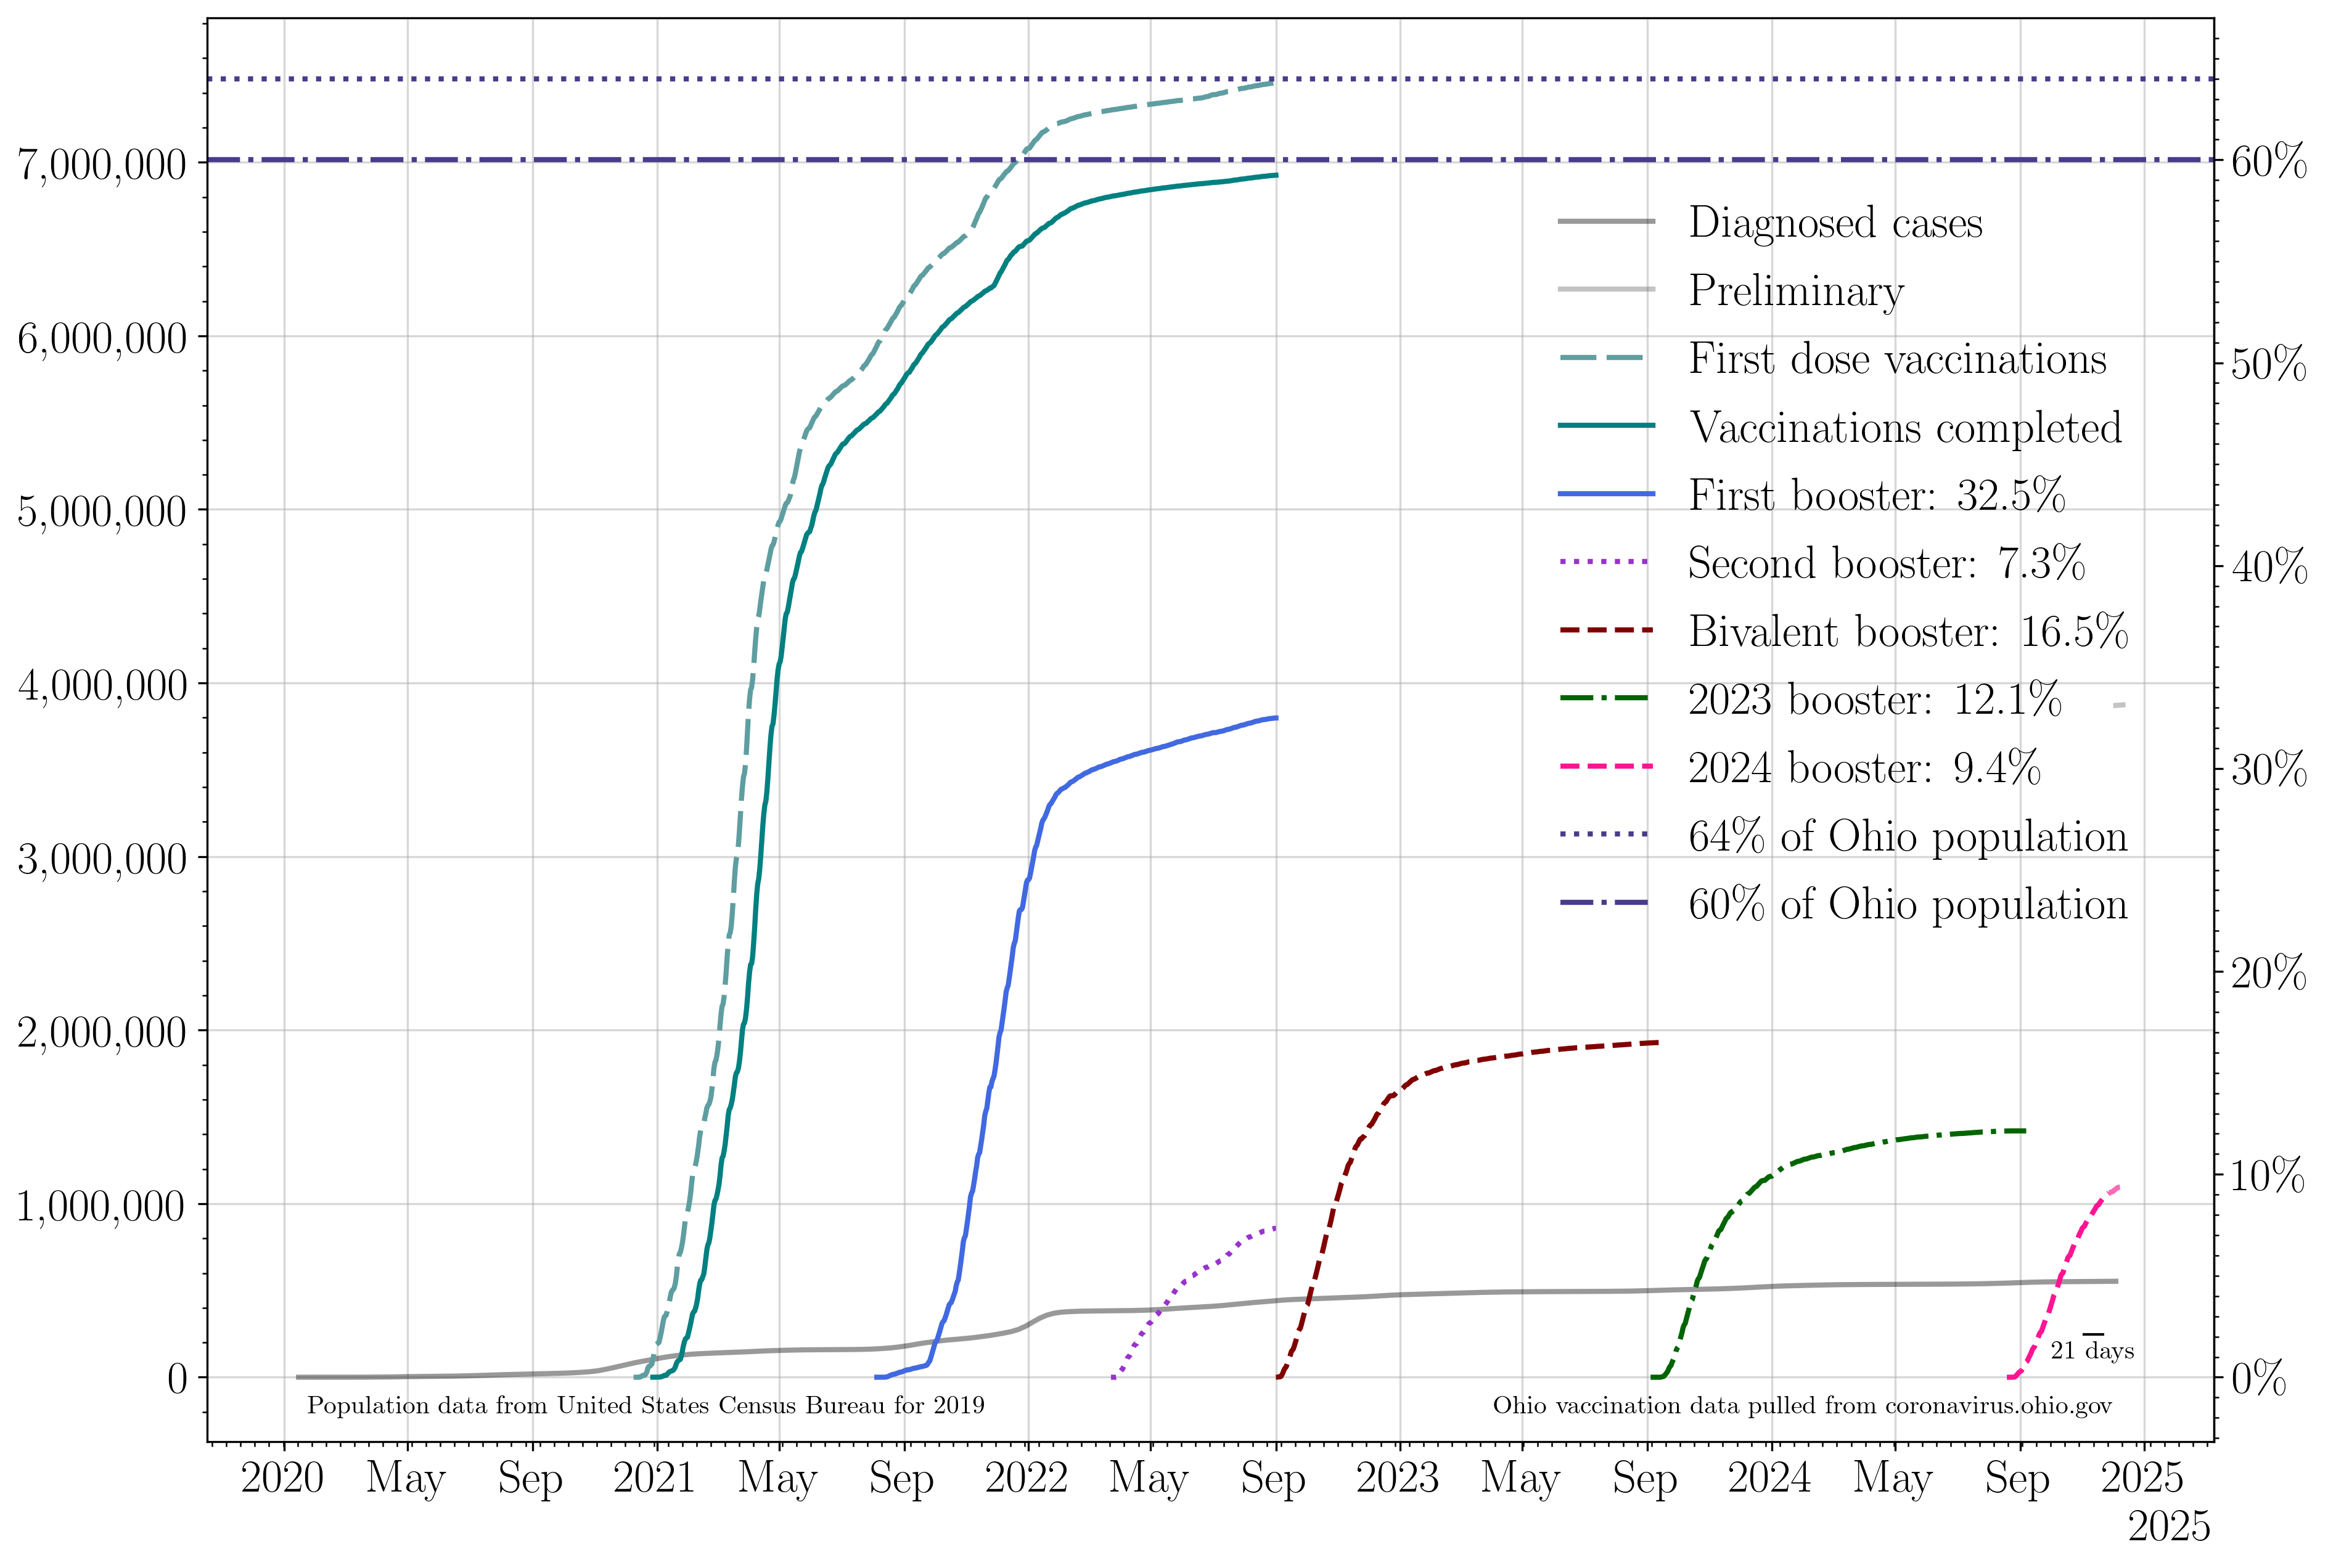 7,000,000
6,000,000
5,000,000
4,000,000
3,000,000
2,000,000
1,000,000
0
60%
50%
40%
30%
20%
10%
0%
Diagnosed cases
Preliminary
First dose vaccinations
Vaccinations completed
First booster: 32.5%
Second booster: 7.3%
Bivalent booster: 16.5%
2023 booster: 12.1%
2024 booster: 9.4%
64% of Ohio population
60% of Ohio population
21 days
Population data from United States Census Bureau for 2019
Ohio vaccination data pulled from coronavirus.ohio.gov
2020 May Sep 2021 May Sep 2022 May Sep 2023 May Sep 2024 May Sep 2025
2025